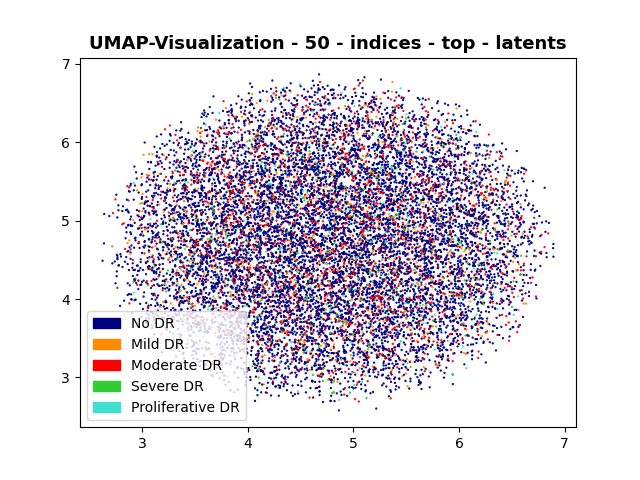 UMAP-Visualization - 50 - indices - top - latents
7
6
5
4
3
No DR
Mild DR
Moderate DR
Severe DR
Proliferative DR
3 4 5 6 7